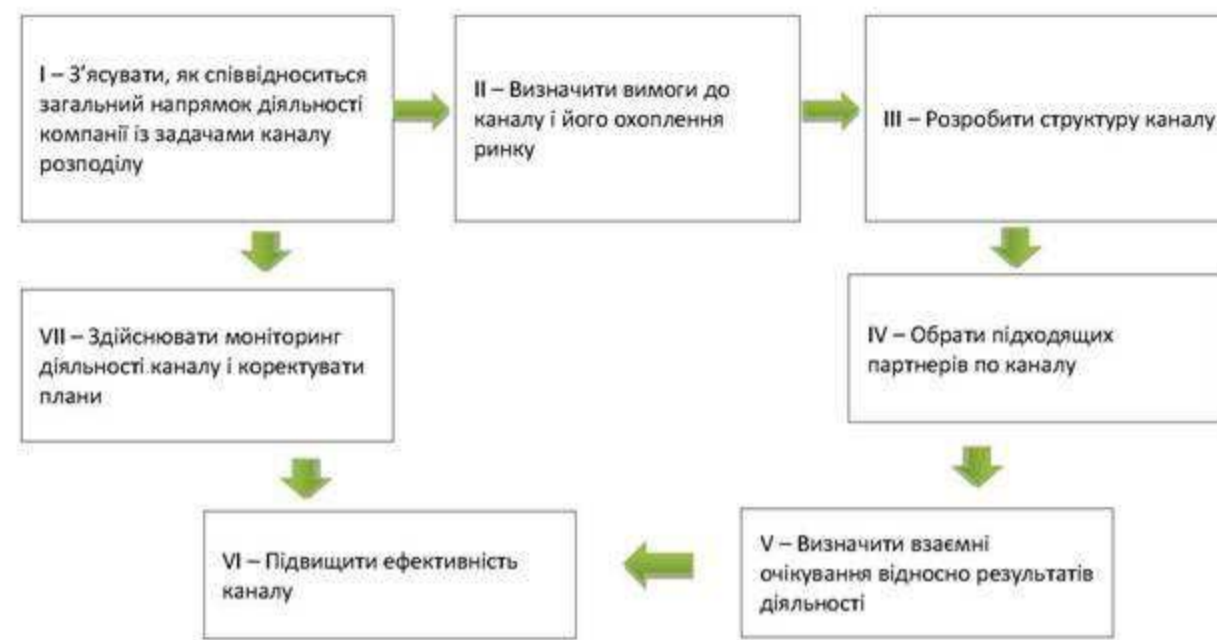 I – З’ясувати, як співвідноситься
загальний напрямок діяльності
компанії із задачами каналу
розподілу
II – Визначити вимоги до
каналу і його охоплення
ринку
III – Розробити структуру каналу
VII – Здійснювати моніторинг
діяльності каналу і коректувати
плани
IV – Обрати підходящих
партнерів по каналу
VI – Підвищити ефективність
каналу
V – Визначити взаємні
очікування відносно результатів
діяльності